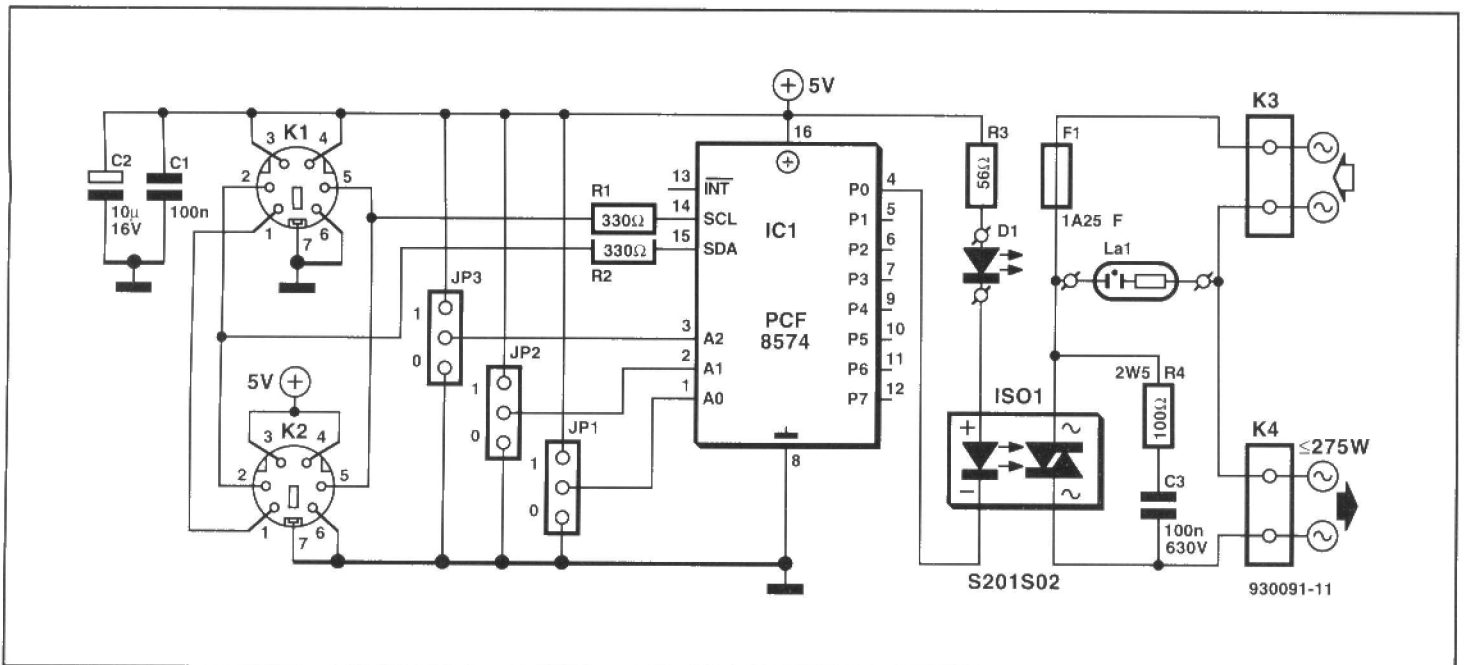 5V
16
K1
3
4
2
5
1
6
7
C2
10µ
16V
C1
100n
13
INT
R1
330Ω
14
SCL
330Ω
15
SDA
R2
IC1
PCF
8574
P0
4
P1
5
P2
6
P3
7
P4
9
P5
10
P6
11
P7
12
3
A2
2
A1
1
A0
8
JP3
1
0
JP2
1
0
JP1
1
0
5V
K2
3
4
2
5
1
6
7
R3
56Ω
D1
F1
1A25 F
La1
K3
ISO1
+
−
~
~
S201S02
2W5 R4
100Ω
C3
100n
630V
K4
≤275W
930091-11